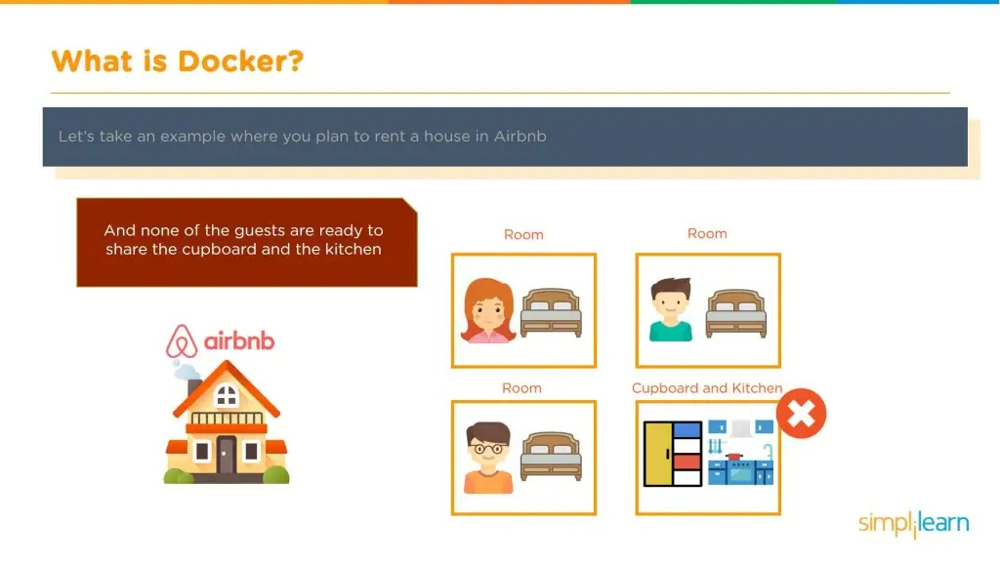 What is Docker?
Let's take an example where you plan to rent a house in Airbnb
And none of the guests are ready to
share the cupboard and the kitchen
airbnb
Room
Room
Room
Cupboard and Kitchen
simplilearn